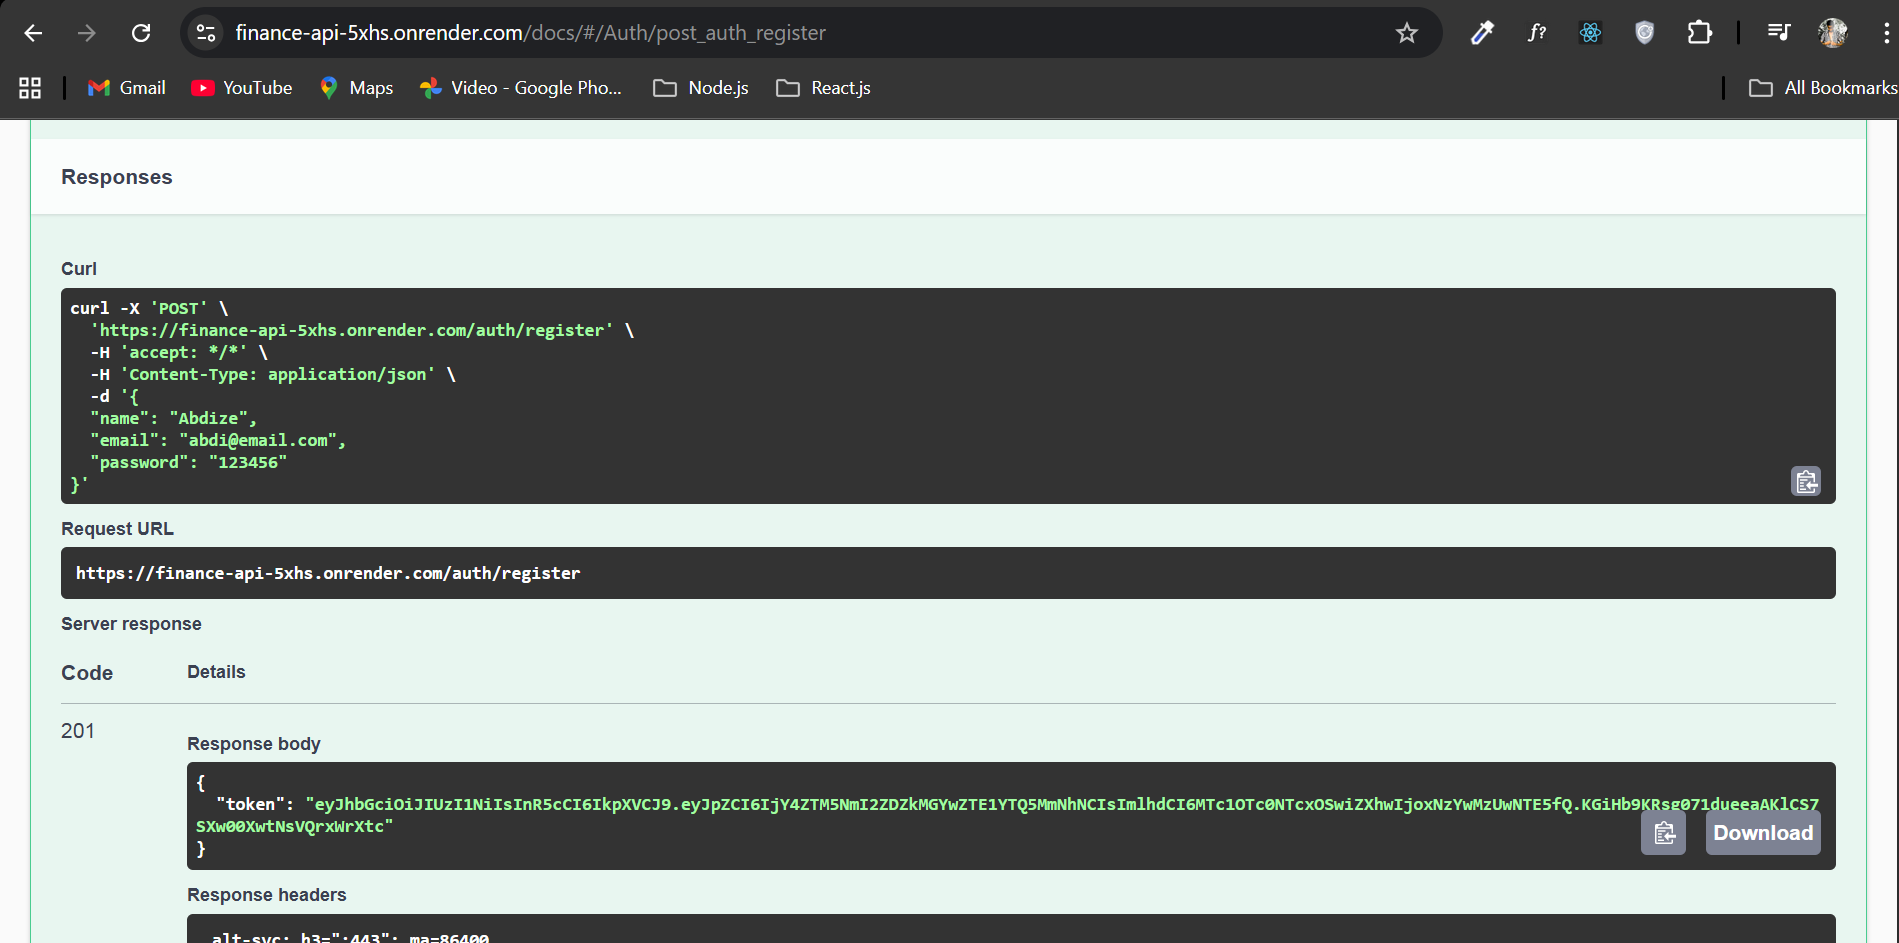 finance-api-5xhs.onrender.com/docs/#/Auth/post_auth_register
f?
Gmail YouTube Maps Video - Google Pho... Node.js React.js All Bookmarks
Responses
Curl
curl -X 'POST' \
'https://finance-api-5xhs.onrender.com/auth/register' \
-H 'accept: */*' \
-H 'Content-Type: application/json' \
-d '{
"name": "Abdize",
"email": "abdi@email.com",
"password": "123456"
}'
Request URL
https://finance-api-5xhs.onrender.com/auth/register
Server response
Code Details
201
Response body
{
"token": "eyJhbGciOiJIUzI1NiIsInR5cCI6IkpXVCJ9.eyJpZCI6IjY4ZTM5NmI2ZDZkMGYwZTE1YTQ5MmNhNCIsImlhdCI6MTc1OTc0NTcxOSwiZXhwIjoxNzYwMzUwNTE5fQ.KGiHb9KRsg071dueeaAKlCS7
SXw00XwtNsVQrxWrXtc"
}
Download
Response headers
alt-svc: h3=":443"; ma=86400